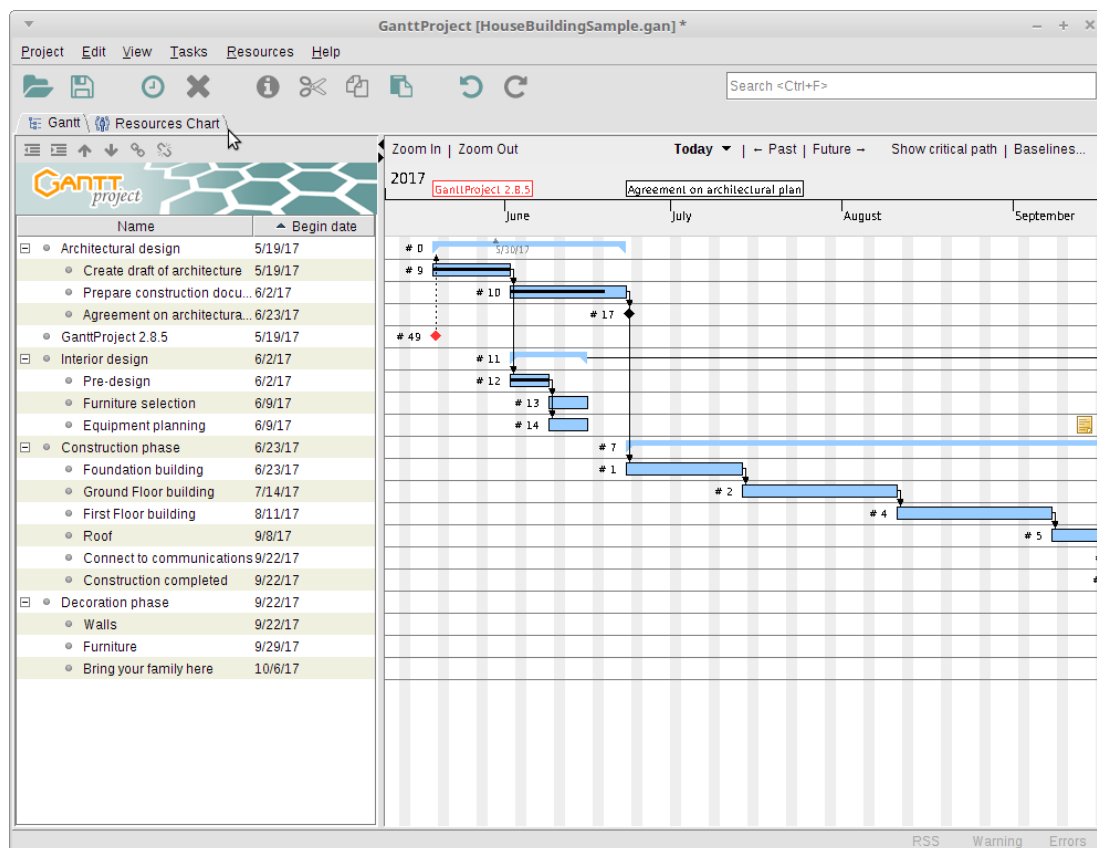 GanttProject [HouseBuildingSample.gan] *
Project Edit View Tasks Resources Help
Search <Ctrl+F>
Gantt Resources Chart
Zoom In | Zoom Out Today | ← Past | Future → Show critical path | Baselines...
GANTT project
2017 GanttProject 2.8.5 Agreement on architectural plan
June July August September
Name Begin date
Architectural design 5/19/17 # 0 5/30/17
Create draft of architecture 5/19/17 # 9
Prepare construction docu... 6/2/17 # 10
Agreement on architectura... 6/23/17 # 17
GanttProject 2.8.5 5/19/17 # 49
Interior design 6/2/17 # 11
Pre-design 6/2/17 # 12
Furniture selection 6/9/17 # 13
Equipment planning 6/9/17 # 14
Construction phase 6/23/17 # 7
Foundation building 6/23/17 # 1
Ground Floor building 7/14/17 # 2
First Floor building 8/11/17 # 4
Roof 9/8/17 # 5
Connect to communications 9/22/17
Construction completed 9/22/17
Decoration phase 9/22/17
Walls 9/22/17
Furniture 9/29/17
Bring your family here 10/6/17
RSS Warning Errors